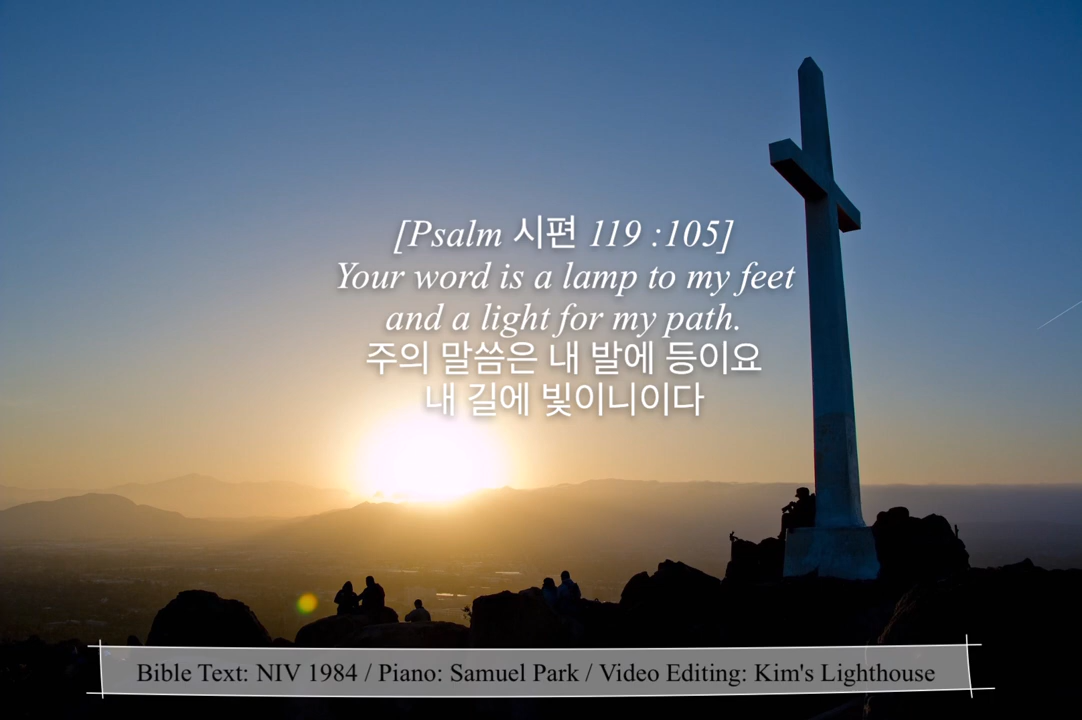 [Psalm 시편 119 :105]
Your word is a lamp to my feet
and a light for my path.
주의 말씀은 내 발에 등이요
내 길에 빛이니이다
Bible Text: NIV 1984 / Piano: Samuel Park / Video Editing: Kim's Lighthouse